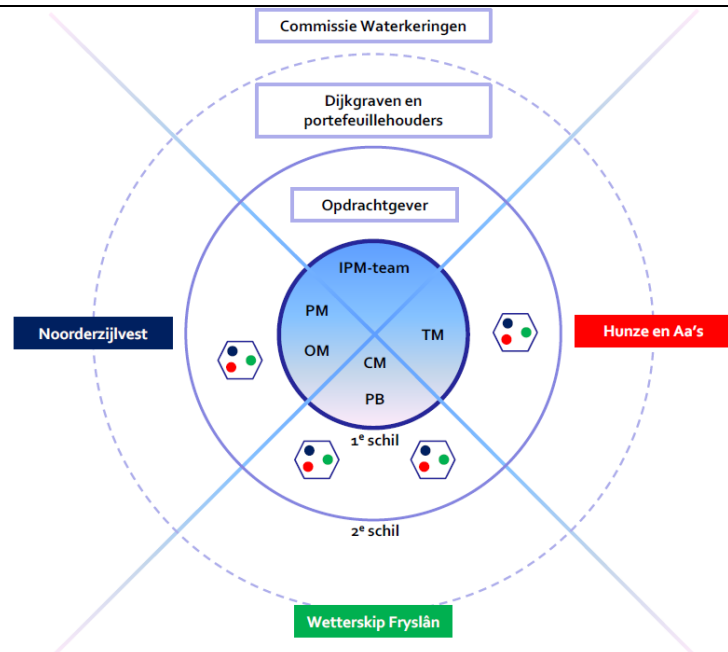 Commissie Waterkeringen
Dijkgraven en
portefeuillehouders
Opdrachtgever
IPM-team
PM
OM
TM
CM
PB
Noorderzijlvest
Hunze en Aa's
1e schil
2e schil
Wetterskip Fryslân